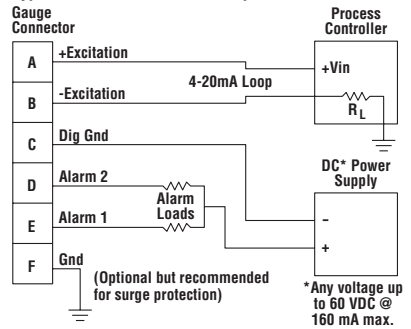 Gauge
Connector
Process
Controller
A
+Excitation
+Vin
4-20mA Loop
B
-Excitation
RL
C
Dig Gnd
DC* Power
Supply
D
Alarm 2
Alarm
Loads
E
Alarm 1
-
+
F
Gnd
(Optional but recommended
for surge protection)
*Any voltage up
to 60 VDC @
160 mA max.